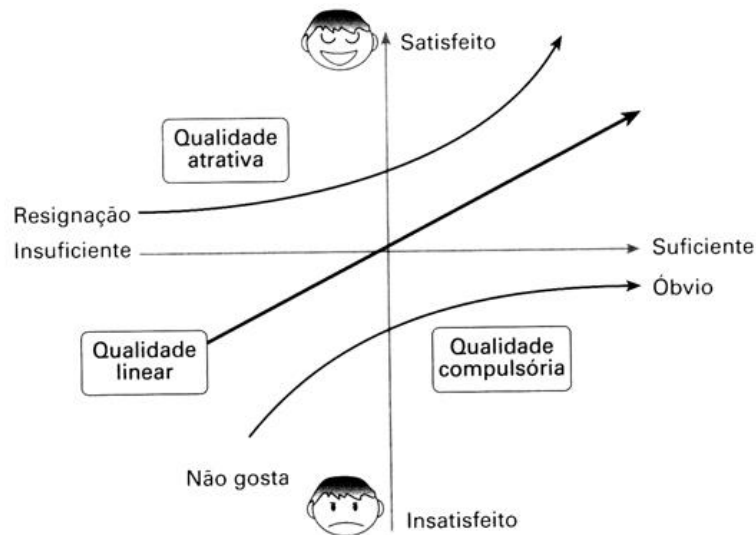 Satisfeito
Qualidade
atrativa
Resignação
Insuficiente
Suficiente
Óbvio
Qualidade
linear
Qualidade
compulsória
Não gosta
Insatisfeito